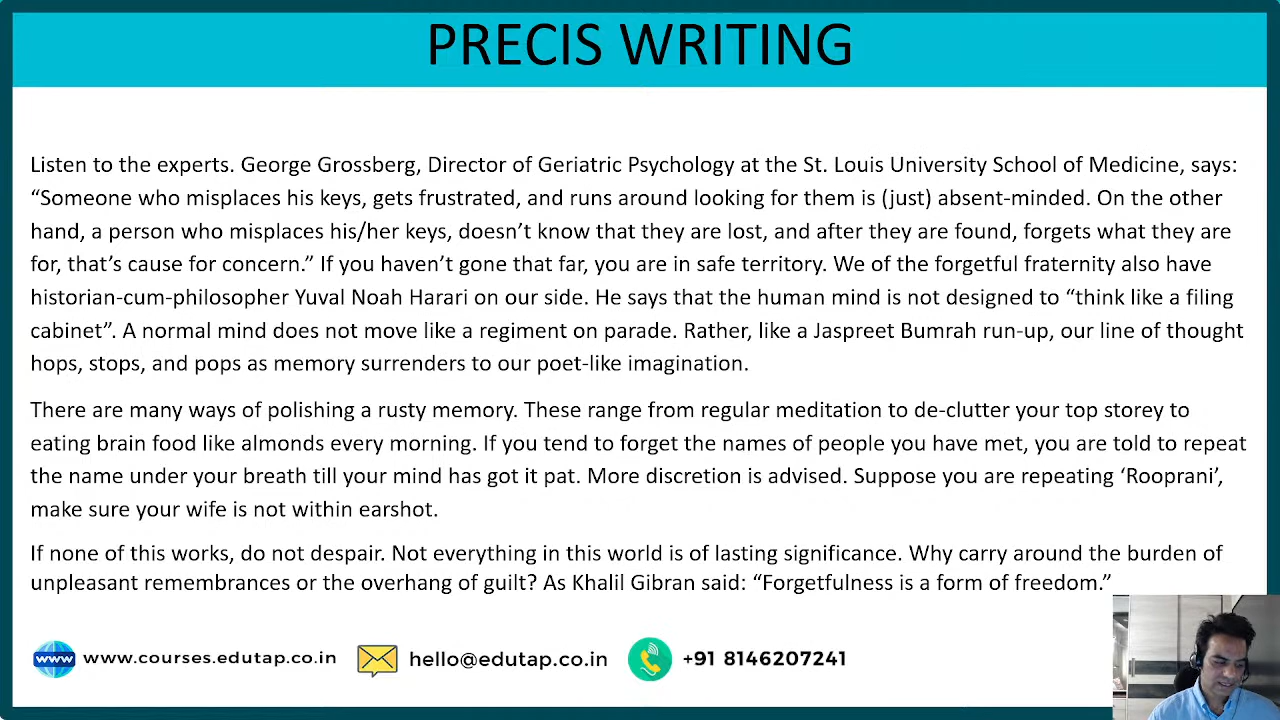 PRECIS WRITING
Listen to the experts. George Grossberg, Director of Geriatric Psychology at the St. Louis University School of Medicine, says:
“Someone who misplaces his keys, gets frustrated, and runs around looking for them is (just) absent-minded. On the other
hand, a person who misplaces his/her keys, doesn’t know that they are lost, and after they are found, forgets what they are
for, that’s cause for concern.” If you haven’t gone that far, you are in safe territory. We of the forgetful fraternity also have
historian-cum-philosopher Yuval Noah Harari on our side. He says that the human mind is not designed to “think like a filing
cabinet”. A normal mind does not move like a regiment on parade. Rather, like a Jaspreet Bumrah run-up, our line of thought
hops, stops, and pops as memory surrenders to our poet-like imagination.
There are many ways of polishing a rusty memory. These range from regular meditation to de-clutter your top storey to
eating brain food like almonds every morning. If you tend to forget the names of people you have met, you are told to repeat
the name under your breath till your mind has got it pat. More discretion is advised. Suppose you are repeating ‘Rooprani’,
make sure your wife is not within earshot.
If none of this works, do not despair. Not everything in this world is of lasting significance. Why carry around the burden of
unpleasant remembrances or the overhang of guilt? As Khalil Gibran said: “Forgetfulness is a form of freedom.”
www www.courses.edutap.co.in hello@edutap.co.in +91 8146207241